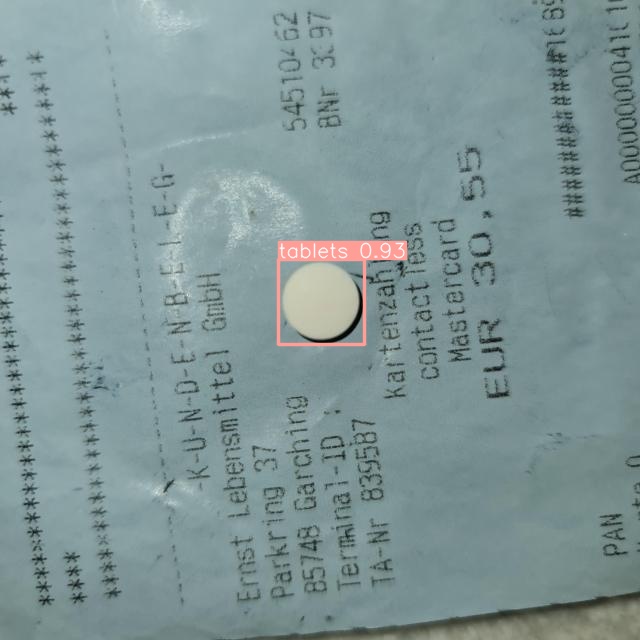 ************************
***
************************
K-U-N-D-E-N-B-E-L-E-G-
Ernst Lebensmittel GmbH
Parkring 37
85748 Garching
Terminal-ID 54510462
TA-Nr 839587 BNr 3397
Kartenzahlung
contactless
Mastercard
EUR 30,55
PAN
tablets 0.93